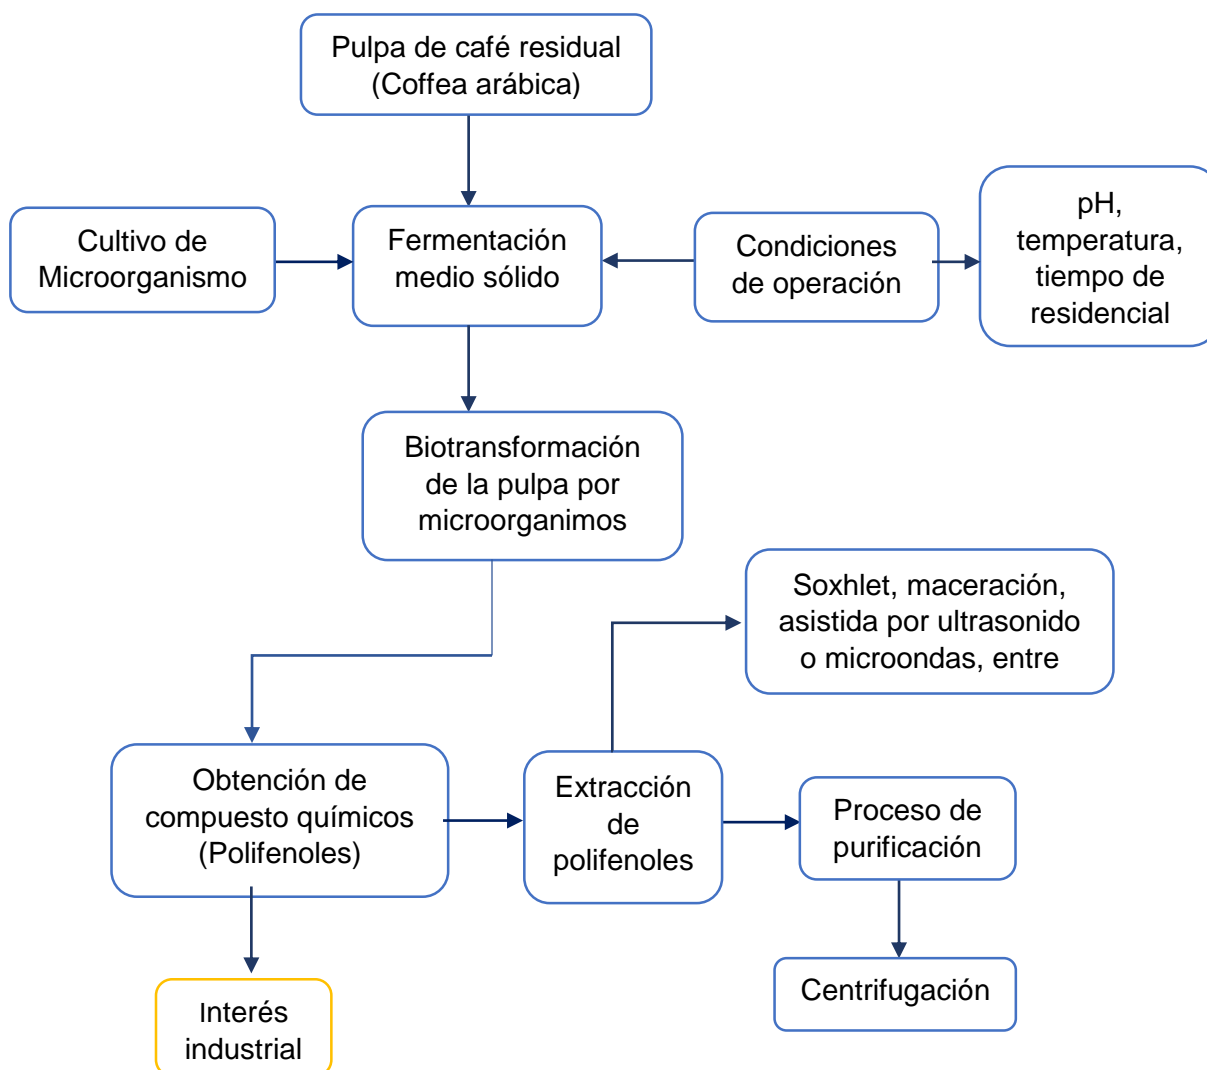 Pulpa de café residual
(Coffea arábica)
Cultivo de
Microorganismo
Fermentación
medio sólido
Condiciones
de operación
pH,
temperatura,
tiempo de
residencial
Biotransformación
de la pulpa por
microorganimos
Soxhlet, maceración,
asistida por ultrasonido
o microondas, entre
Obtención de
compuesto químicos
(Polifenoles)
Extracción
de
polifenoles
Proceso de
purificación
Centrifugación
Interés
industrial